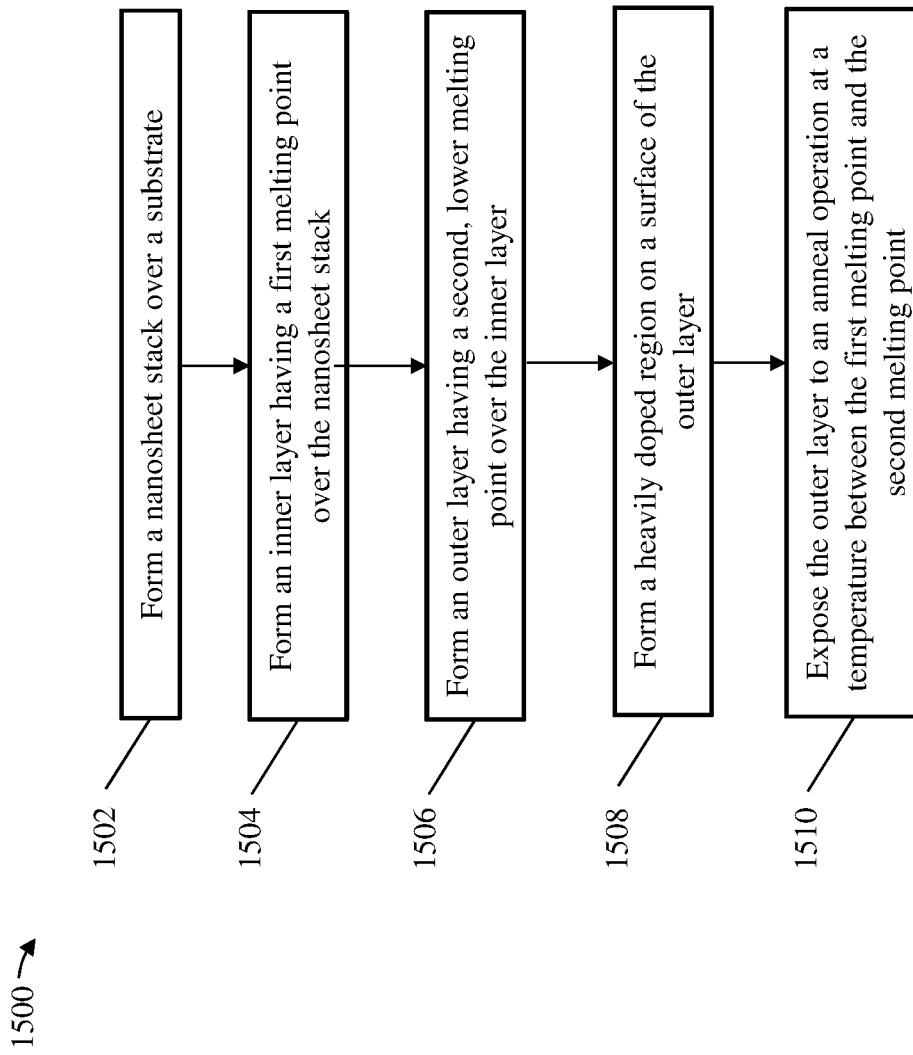 1500
1502
Form a nanosheet stack over a substrate
1504
Form an inner layer having a first melting point
over the nanosheet stack
1506
Form an outer layer having a second, lower melting
point over the inner layer
1508
Form a heavily doped region on a surface of the
outer layer
1510
Expose the outer layer to an anneal operation at a
temperature between the first melting point and the
second melting point